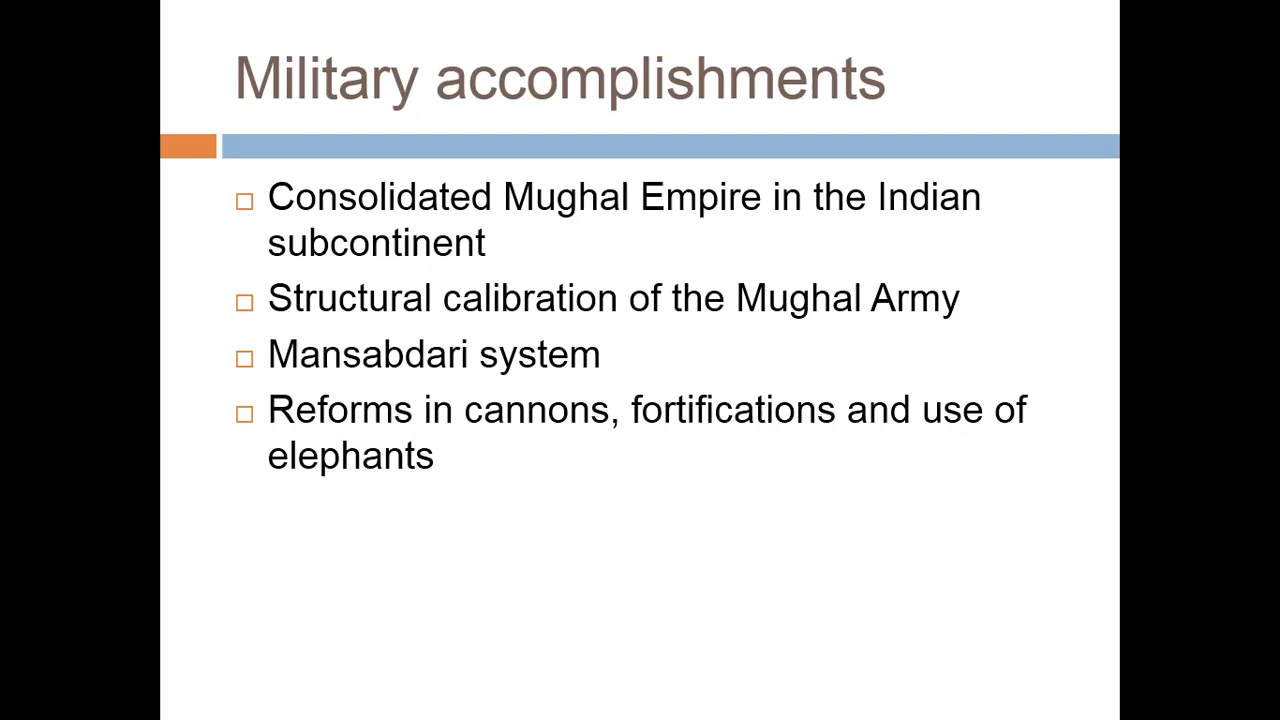 Military accomplishments
Consolidated Mughal Empire in the Indian
subcontinent
Structural calibration of the Mughal Army
Mansabdari system
Reforms in cannons, fortifications and use of
elephants